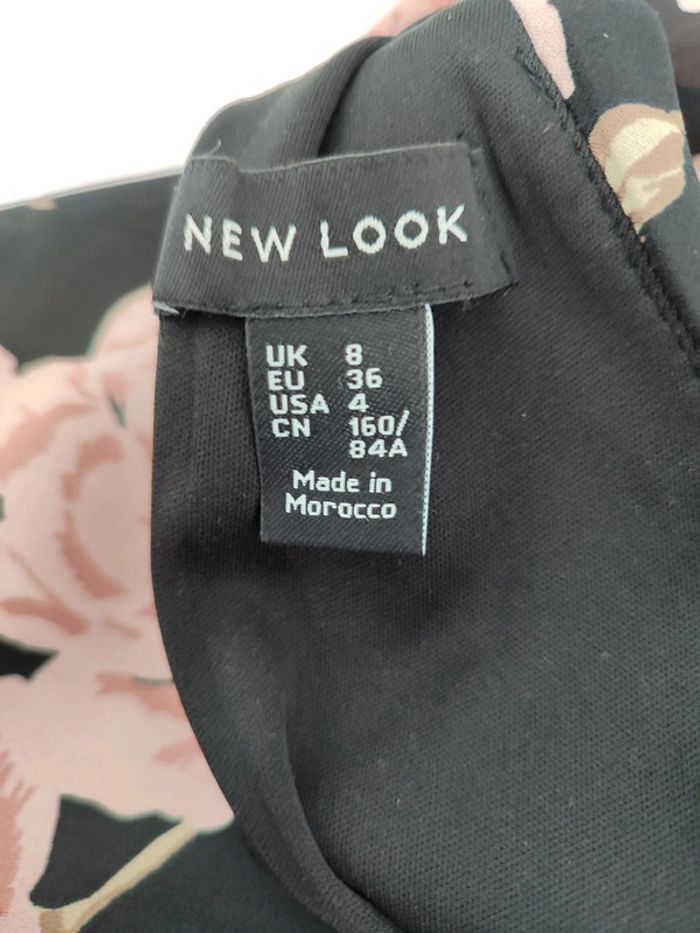 NEW LOOK
UK 8
EU 36
USA 4
CN 160/
84A
Made in
Morocco